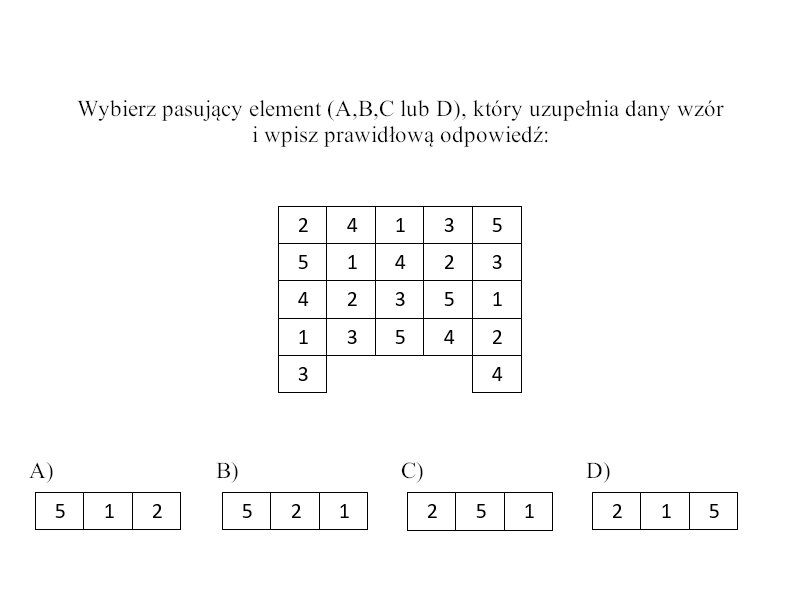 Wybierz pasujący element (A,B,C lub D), który uzupełnia dany wzór
i wpisz prawidłową odpowiedź:
2 4 1 3 5
5 1 4 2 3
4 2 3 5 1
1 3 5 4 2
3 4
A) B) C) D)
5 1 2 5 2 1 2 5 1 2 1 5